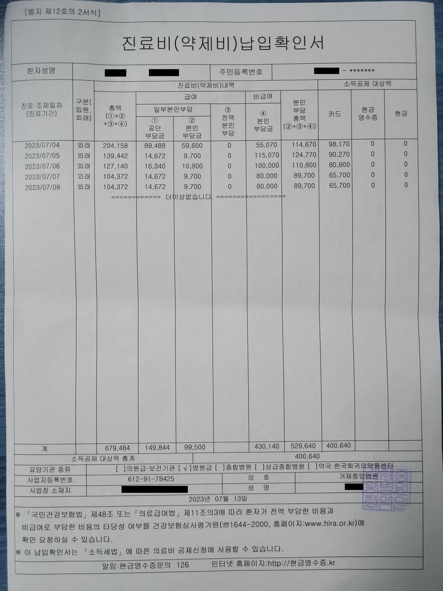 [별지 제12호의 2서식]
진료비(약제비)납입확인서
환자성명 주민등록번호 - *******
진료·조제일자 (진료기간) 구분(입원,외래) 진료비(약제비)내역 소득공제 대상액
총액 (①+②+③+④) 급여 비급여 본인부담총액 (②+③+④) 카드 현금영수증 현금
일부본인부담 ③ 전액본인부담 ④ 본인부담금
① 공단부담금 ② 본인부담금
2023/07/04 외래 204,158 89,488 59,600 0 55,070 114,670 98,170 0 0
2023/07/05 외래 139,442 14,672 9,700 0 115,070 124,770 90,270 0 0
2023/07/06 외래 127,140 16,340 10,800 0 100,000 110,800 80,800 0 0
2023/07/07 외래 104,372 14,672 9,700 0 80,000 89,700 65,700 0 0
2023/07/08 외래 104,372 14,672 9,700 0 80,000 89,700 65,700 0 0
=========== 더이상없습니다. ===========
계 679,484 149,844 99,500 430,140 529,640 400,640
소득공제 대상액 총계 400,640
요양기관 종류 [ ]의원급·보건기관 [√]병원급 [ ]종합병원 [ ]상급종합병원 [ ]약국·한국희귀의약품센터
사업자등록번호 612-91-78425 상 호 거제중앙병원
사업장 소재지 성 명
2023년 07월 13일
※ 「국민건강보험법」제48조 또는 「의료급여법」제11조의3에 따라 환자가 전액 부담한 비용과
비급여로 부담한 비용의 타당성 여부를 건강보험심사평가원(☎1644-2000, 홈페이지:www.hira.or.kr)에
확인 요청하실 수 있습니다.
※ 이 납입확인서는 「소득세법」에 따른 의료비 공제신청에 사용할 수 있습니다.
알림:현금영수증문의 126 인터넷 홈페이지:http://현금영수증.kr